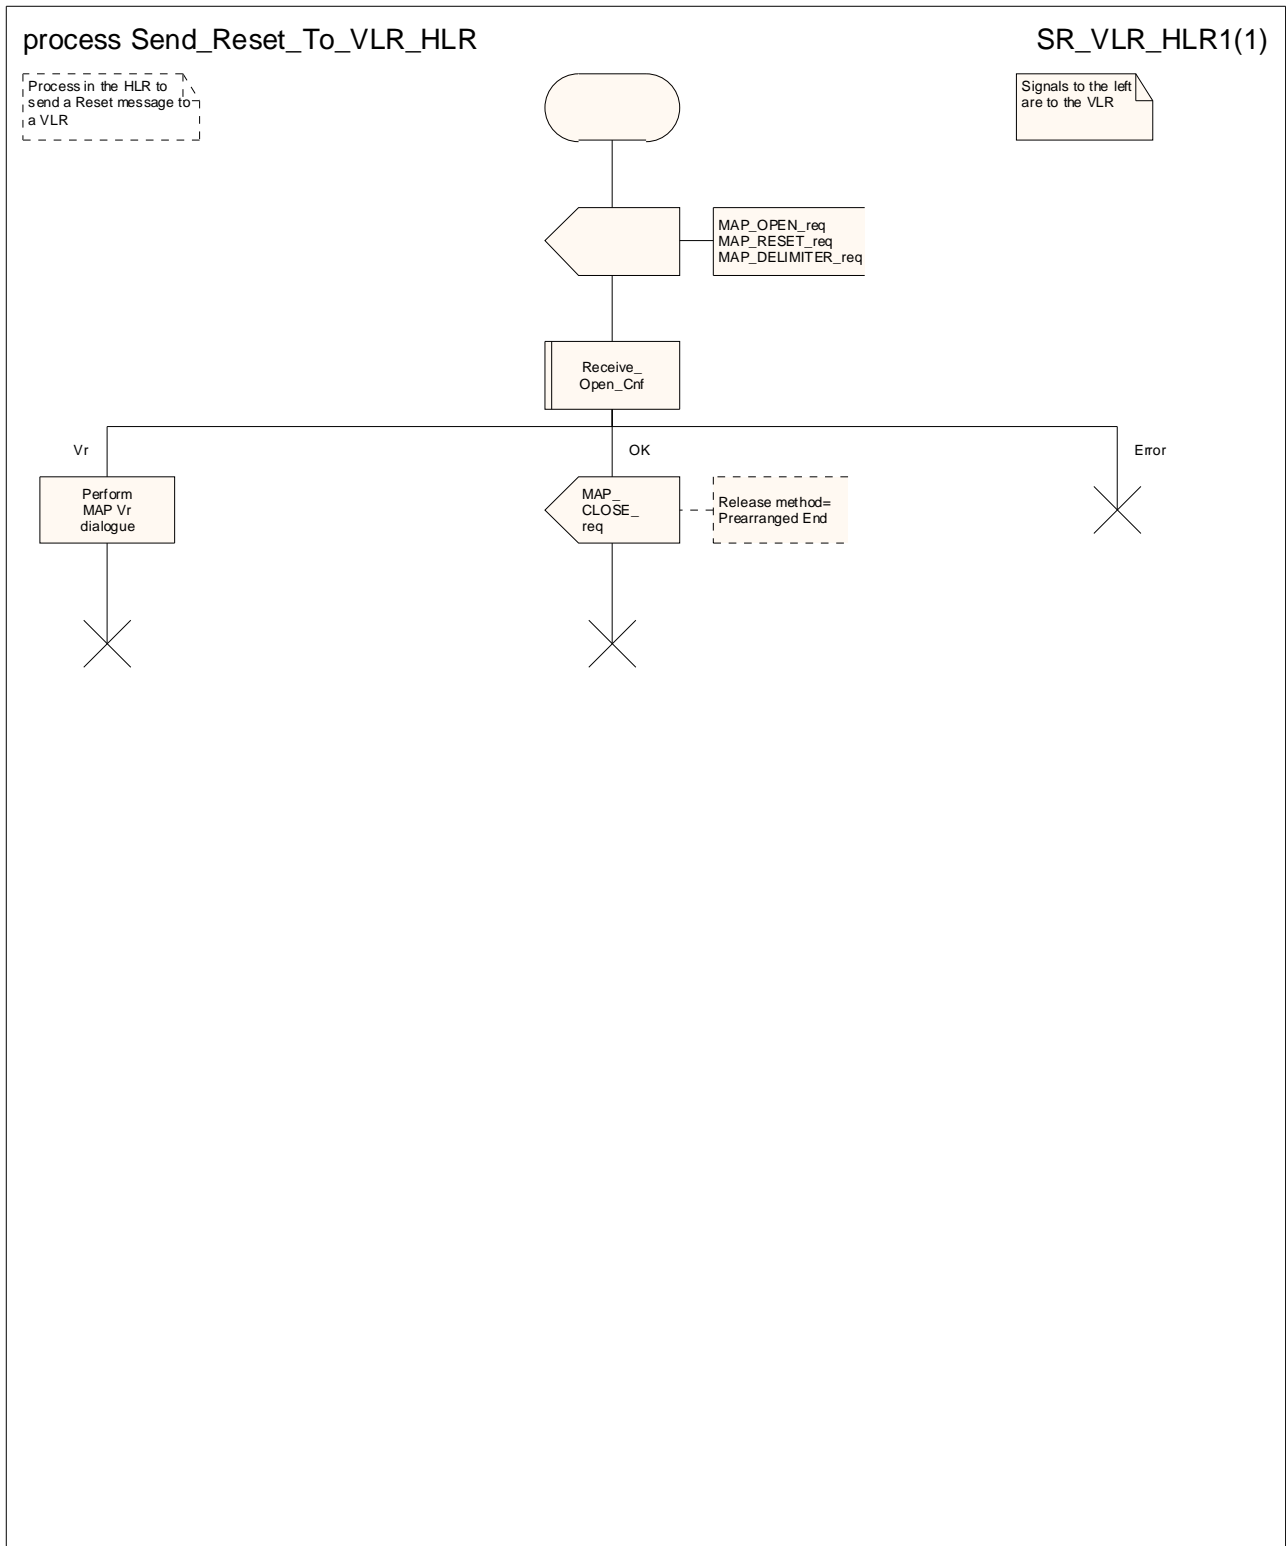 process Send_Reset_To_VLR_HLR
SR_VLR_HLR1(1)
Process in the HLR to
send a Reset message to
a VLR
Signals to the left
are to the VLR
MAP_OPEN_req
MAP_RESET_req
MAP_DELIMITER_req
Receive_
Open_Cnf
Vr
OK
Error
Perform
MAP Vr
dialogue
MAP_
CLOSE_
req
Release method=
Prearranged End